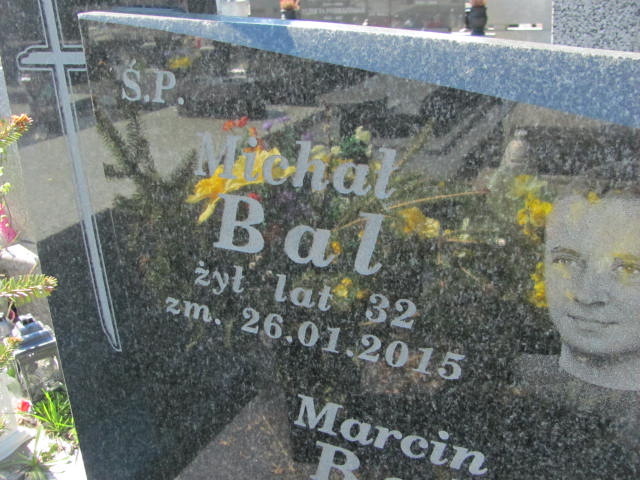 Ś.P.
Michał
Bal
żył lat 32
zm. 26.01.2015
Marcin